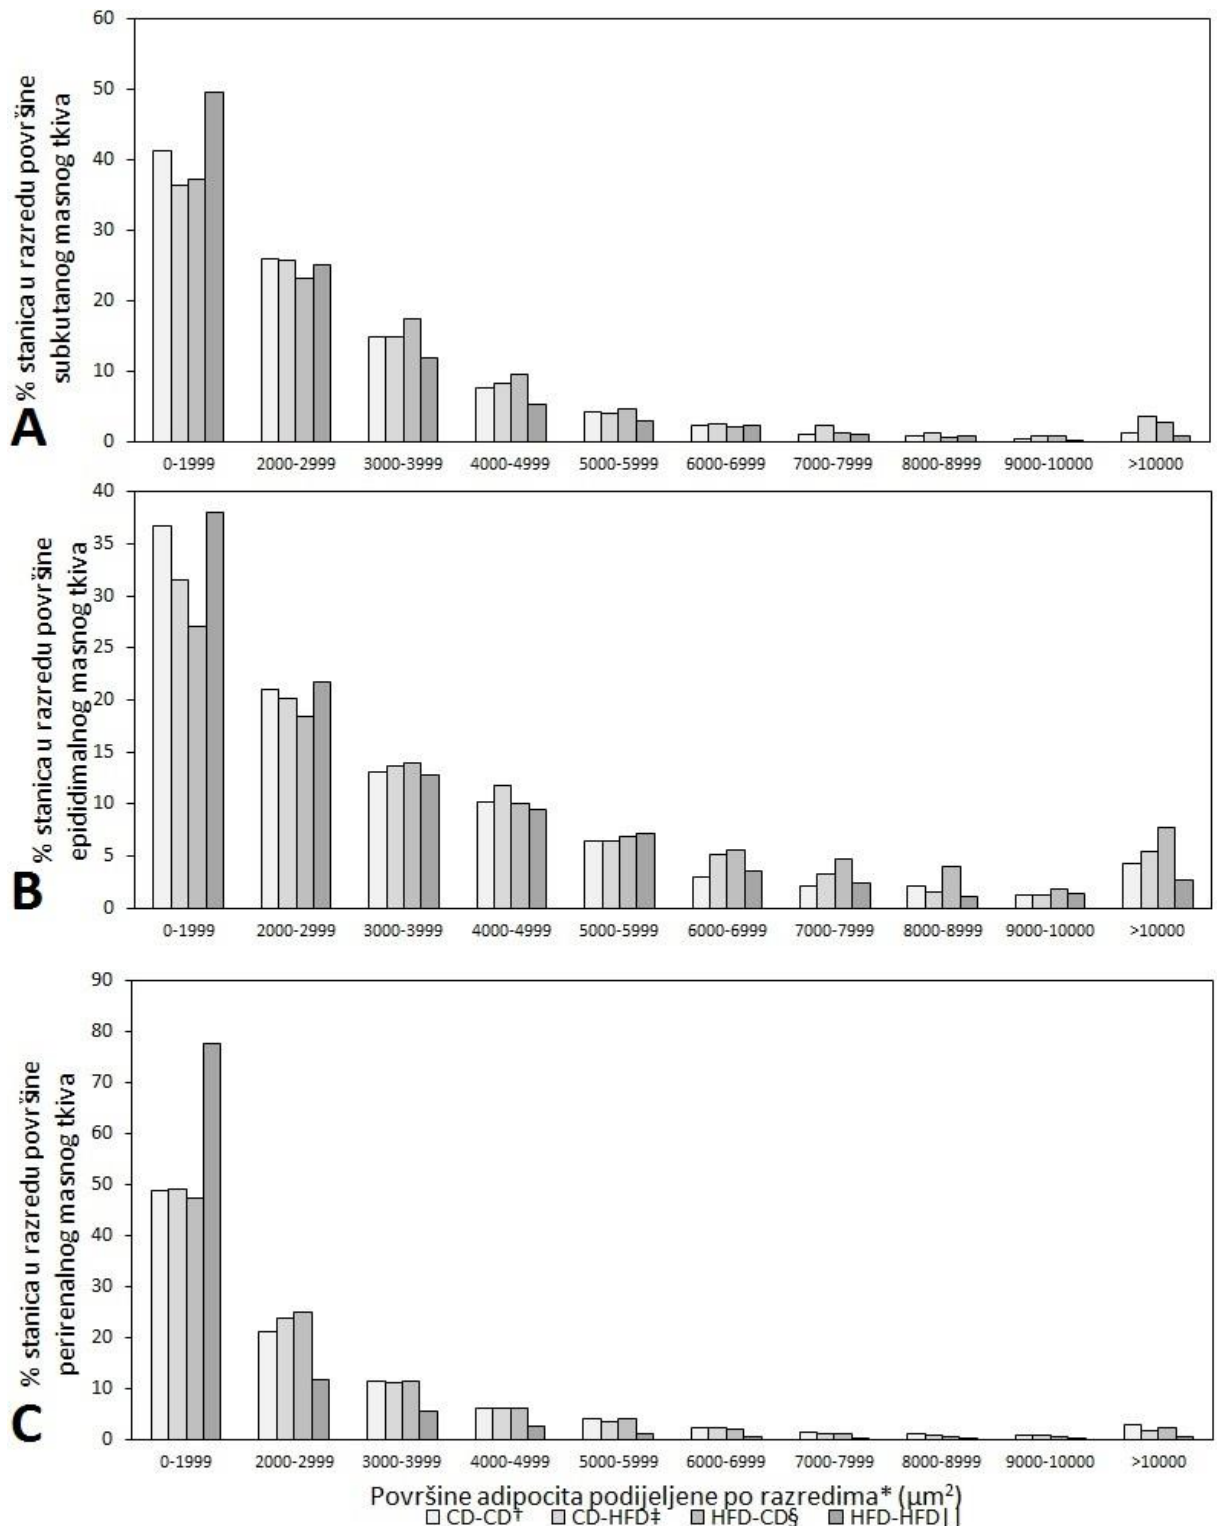 % stanica u razredu površine
subkutanog masnog tkiva
60
50
40
30
20
10
0
A
0-1999 2000-2999 3000-3999 4000-4999 5000-5999 6000-6999 7000-7999 8000-8999 9000-10000 >10000
% stanica u razredu površine
epididimalnog masnog tkiva
40
35
30
25
20
15
10
5
0
B
0-1999 2000-2999 3000-3999 4000-4999 5000-5999 6000-6999 7000-7999 8000-8999 9000-10000 >10000
% stanica u razredu površine
perirenalnog masnog tkiva
90
80
70
60
50
40
30
20
10
0
C
0-1999 2000-2999 3000-3999 4000-4999 5000-5999 6000-6999 7000-7999 8000-8999 9000-10000 >10000
Površine adipocita podijeljene po razredima* (µm²)
CD-CD† CD-HFD‡ HFD-CD§ HFD-HFD||